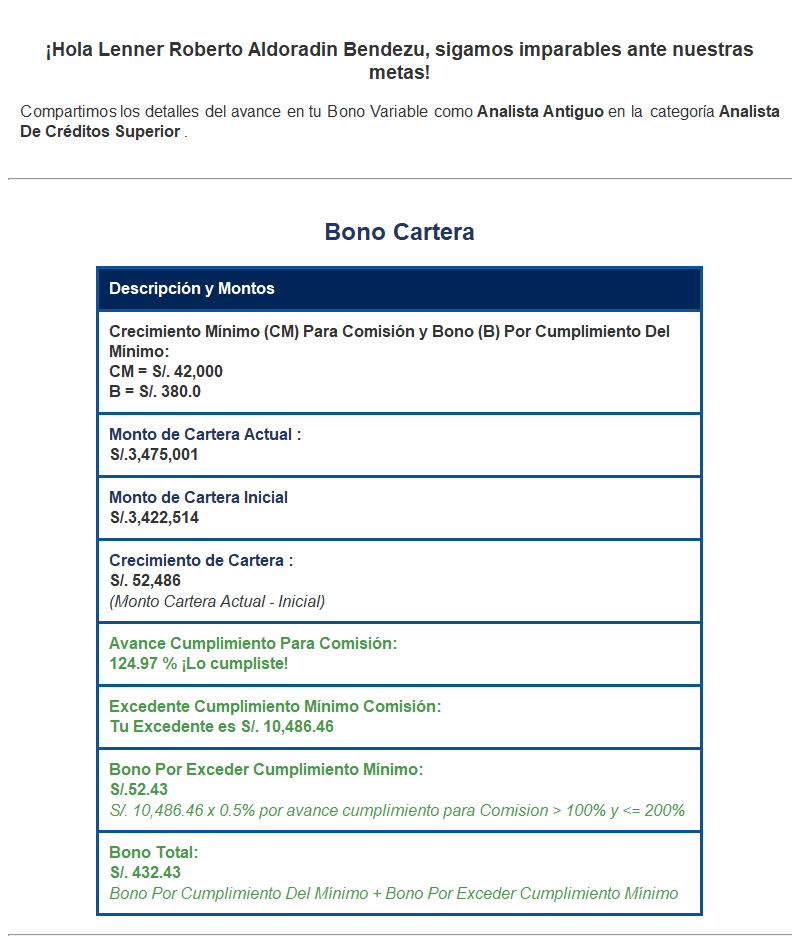 ¡Hola Lenner Roberto Aldoradin Bendezu, sigamos imparables ante nuestras
metas!
Compartimos los detalles del avance en tu Bono Variable como Analista Antiguo en la categoría Analista
De Créditos Superior .
Bono Cartera
Descripción y Montos
Crecimiento Mínimo (CM) Para Comisión y Bono (B) Por Cumplimiento Del
Mínimo:
CM = S/. 42,000
B = S/. 380.0
Monto de Cartera Actual :
S/.3,475,001
Monto de Cartera Inicial
S/.3,422,514
Crecimiento de Cartera :
S/. 52,486
(Monto Cartera Actual - Inicial)
Avance Cumplimiento Para Comisión:
124.97 % ¡Lo cumpliste!
Excedente Cumplimiento Mínimo Comisión:
Tu Excedente es S/. 10,486.46
Bono Por Exceder Cumplimiento Mínimo:
S/.52.43
S/. 10,486.46 x 0.5% por avance cumplimiento para Comision > 100% y <= 200%
Bono Total:
S/. 432.43
Bono Por Cumplimiento Del Minimo + Bono Por Exceder Cumplimiento Minimo